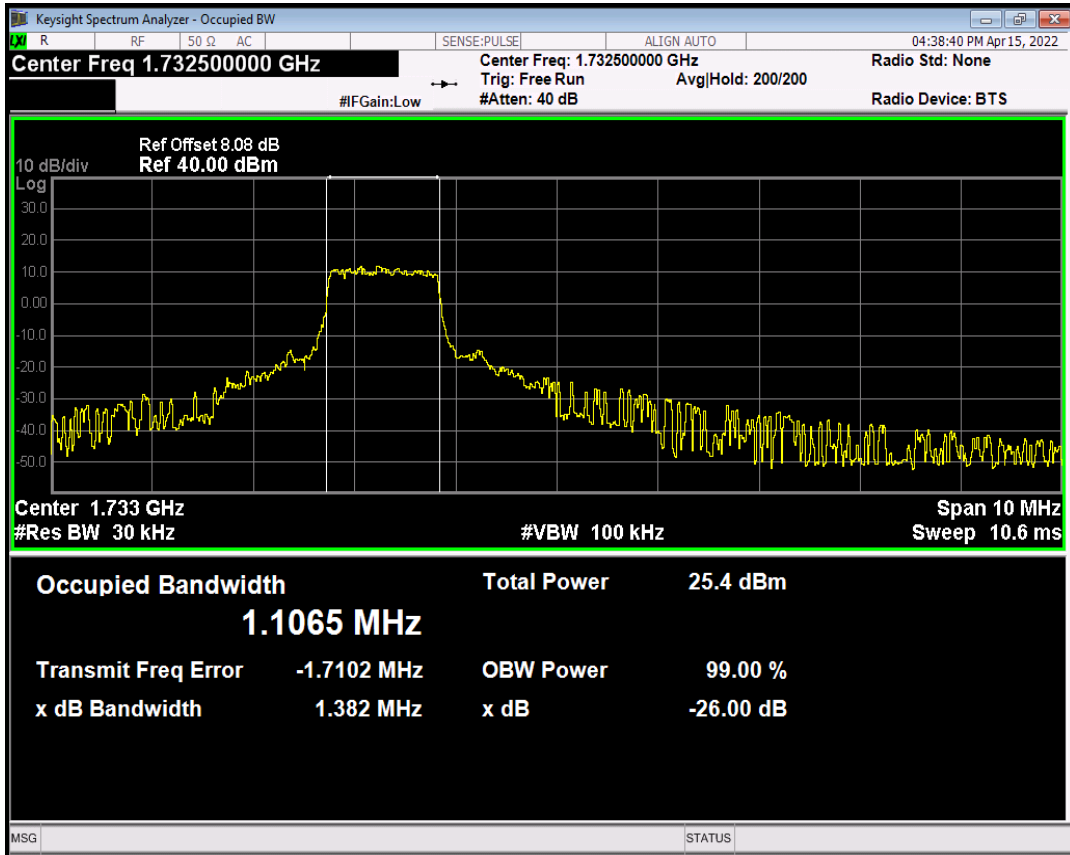 Keysight Spectrum Analyzer - Occupied BW
LXI R RF 50 Ω AC SENSE:PULSE ALIGN AUTO 04:38:40 PM Apr 15, 2022
Center Freq 1.732500000 GHz
Center Freq: 1.732500000 GHz
Radio Std: None
Trig: Free Run Avg|Hold: 200/200
#IFGain:Low
#Atten: 40 dB
Radio Device: BTS
Ref Offset 8.08 dB
10 dB/div Ref 40.00 dBm
Log
30.0
20.0
10.0
0.00
-10.0
-20.0
-30.0
-40.0
-50.0
Center 1.733 GHz Span 10 MHz
#Res BW 30 kHz #VBW 100 kHz Sweep 10.6 ms
Occupied Bandwidth Total Power 25.4 dBm
1.1065 MHz
Transmit Freq Error -1.7102 MHz OBW Power 99.00 %
x dB Bandwidth 1.382 MHz x dB -26.00 dB
MSG STATUS